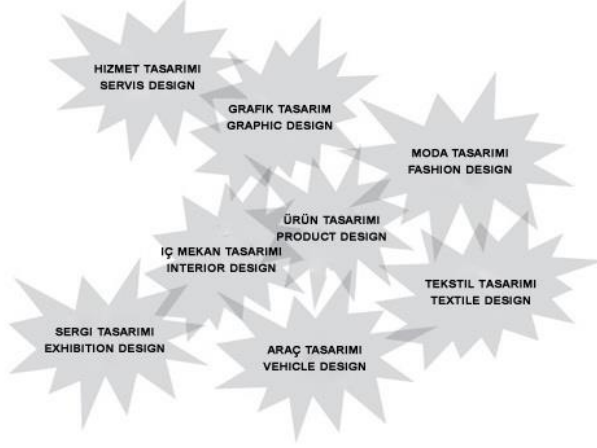 HIZMET TASARIMI
SERVIS DESIGN
GRAFIK TASARIM
GRAPHIC DESIGN
MODA TASARIMI
FASHION DESIGN
ÜRÜN TASARIMI
PRODUCT DESIGN
IÇ MEKAN TASARIMI
INTERIOR DESIGN
TEKSTIL TASARIMI
TEXTILE DESIGN
SERGI TASARIMI
EXHIBITION DESIGN
ARAÇ TASARIMI
VEHICLE DESIGN